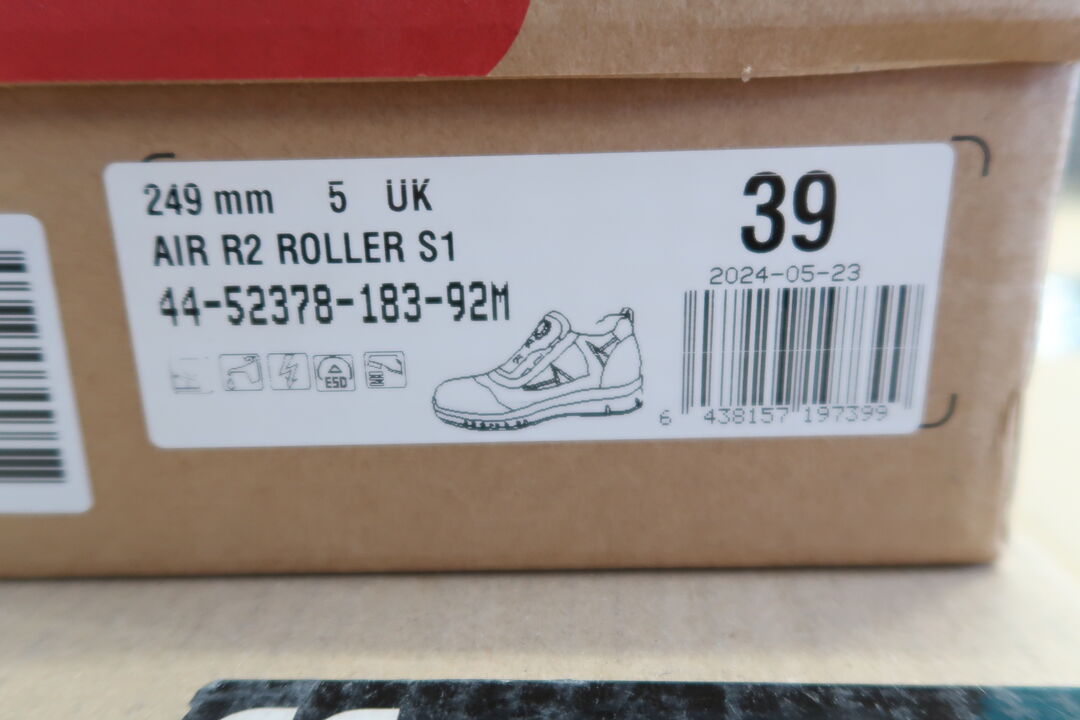 249 mm 5 UK
39
AIR R2 ROLLER S1
2024-05-23
44-52378-183-92M
ESD
6 438157 197399